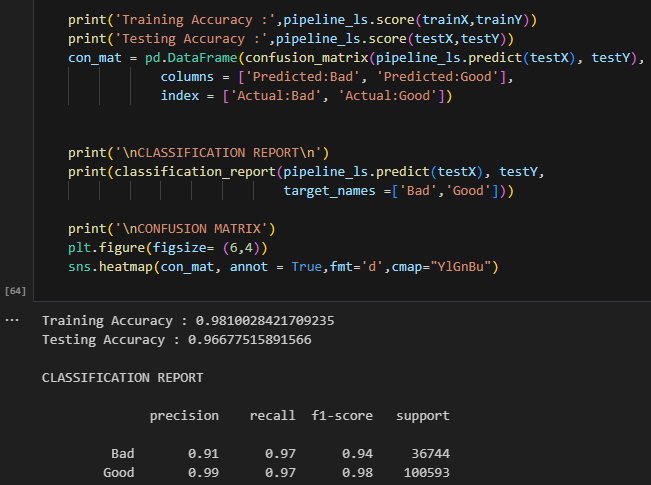 print('Training Accuracy :',pipeline_ls.score(trainX,trainY))
print('Testing Accuracy :',pipeline_ls.score(testX,testY))
con_mat = pd.DataFrame(confusion_matrix(pipeline_ls.predict(testX), testY),
            columns = ['Predicted:Bad', 'Predicted:Good'],
            index = ['Actual:Bad', 'Actual:Good'])
print('\nCLASSIFICATION REPORT\n')
print(classification_report(pipeline_ls.predict(testX), testY,
                            target_names =['Bad','Good']))
print('\nCONFUSION MATRIX')
plt.figure(figsize= (6,4))
sns.heatmap(con_mat, annot = True,fmt='d',cmap="YlGnBu")
[64]
... Training Accuracy : 0.9810028421709235
Testing Accuracy : 0.96677515891566
CLASSIFICATION REPORT
              precision    recall  f1-score   support
         Bad       0.91      0.97      0.94     36744
        Good       0.99      0.97      0.98    100593